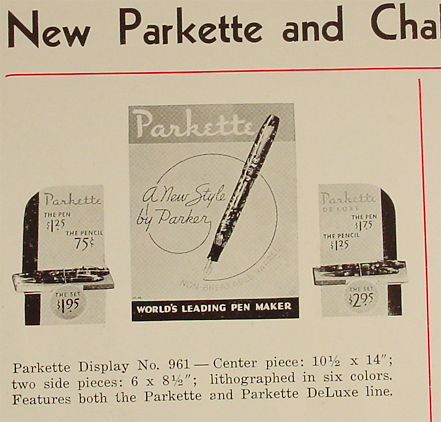 New Parkette and Cha
Parkette
A New Style
by Parker
NON-BREAKABLE
WORLD'S LEADING PEN MAKER
Parkette
THE PEN
$1.25
THE PENCIL
75¢
THE SET
$1.95
Parkette
DE LUXE
THE PEN
$1.75
THE PENCIL
$1.25
THE SET
$2.95
Parkette Display No. 961 — Center piece: 10½ x 14";
two side pieces: 6 x 8½"; lithographed in six colors.
Features both the Parkette and Parkette DeLuxe line.